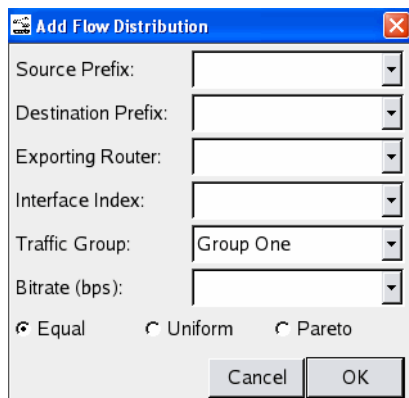 Add Flow Distribution
Source Prefix:
Destination Prefix:
Exporting Router:
Interface Index:
Traffic Group: Group One
Bitrate (bps):
Equal Uniform Pareto
Cancel OK